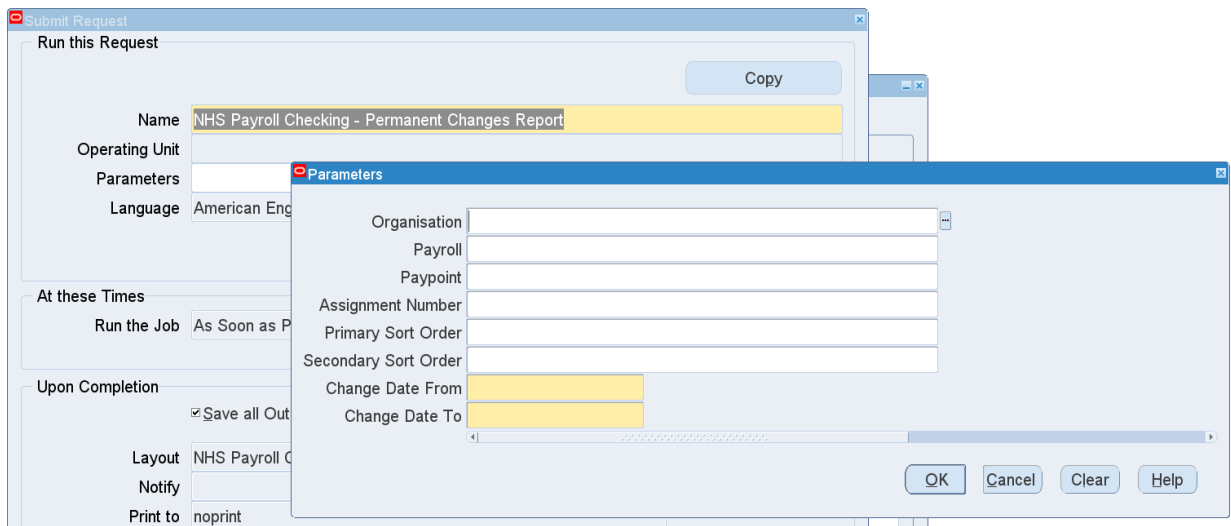 Submit Request
Run this Request
Copy
Name NHS Payroll Checking - Permanent Changes Report
Operating Unit
Parameters
Language American Eng
At these Times
Run the Job As Soon as P
Upon Completion
Save all Out
Layout NHS Payroll C
Notify
Print to noprint
Parameters
Organisation
Payroll
Paypoint
Assignment Number
Primary Sort Order
Secondary Sort Order
Change Date From
Change Date To
OK Cancel Clear Help